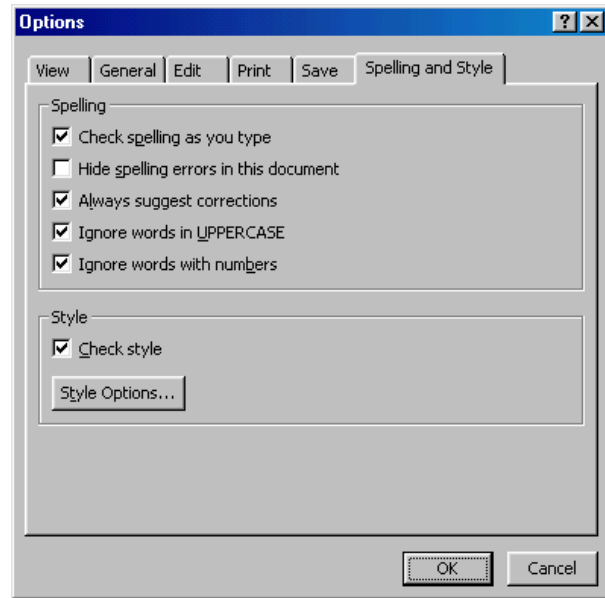 Options
View General Edit Print Save Spelling and Style
Spelling
Check spelling as you type
Hide spelling errors in this document
Always suggest corrections
Ignore words in UPPERCASE
Ignore words with numbers
Style
Check style
Style Options...
OK Cancel